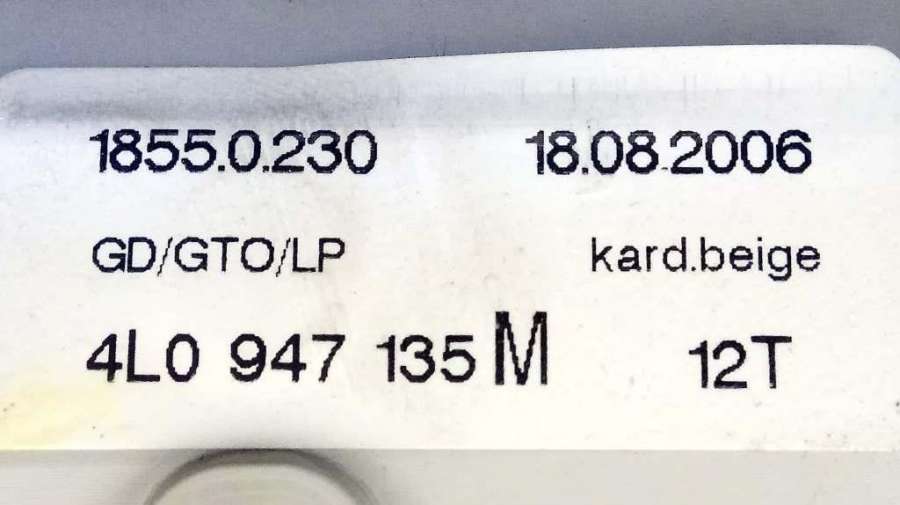 1855.0.230 18.08.2006
GD/GTO/LP kard.beige
4L0 947 135 M 12T